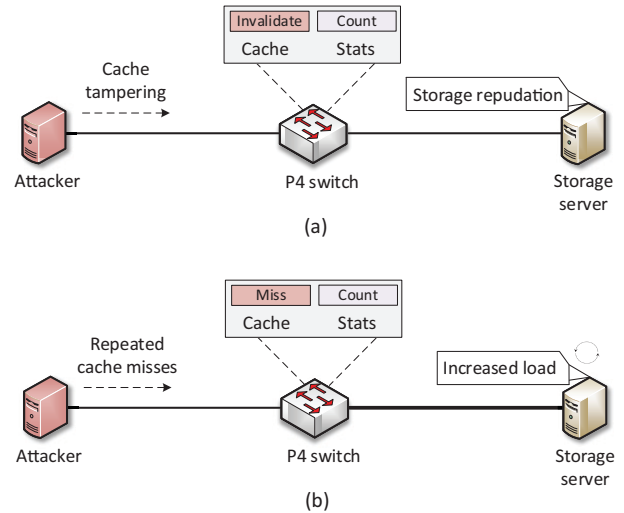 Invalidate Count
Cache Stats
Cache
tampering
Storage repudation
Attacker
P4 switch
Storage
server
(a)
Miss Count
Cache Stats
Repeated
cache misses
Increased load
Attacker
P4 switch
Storage
server
(b)